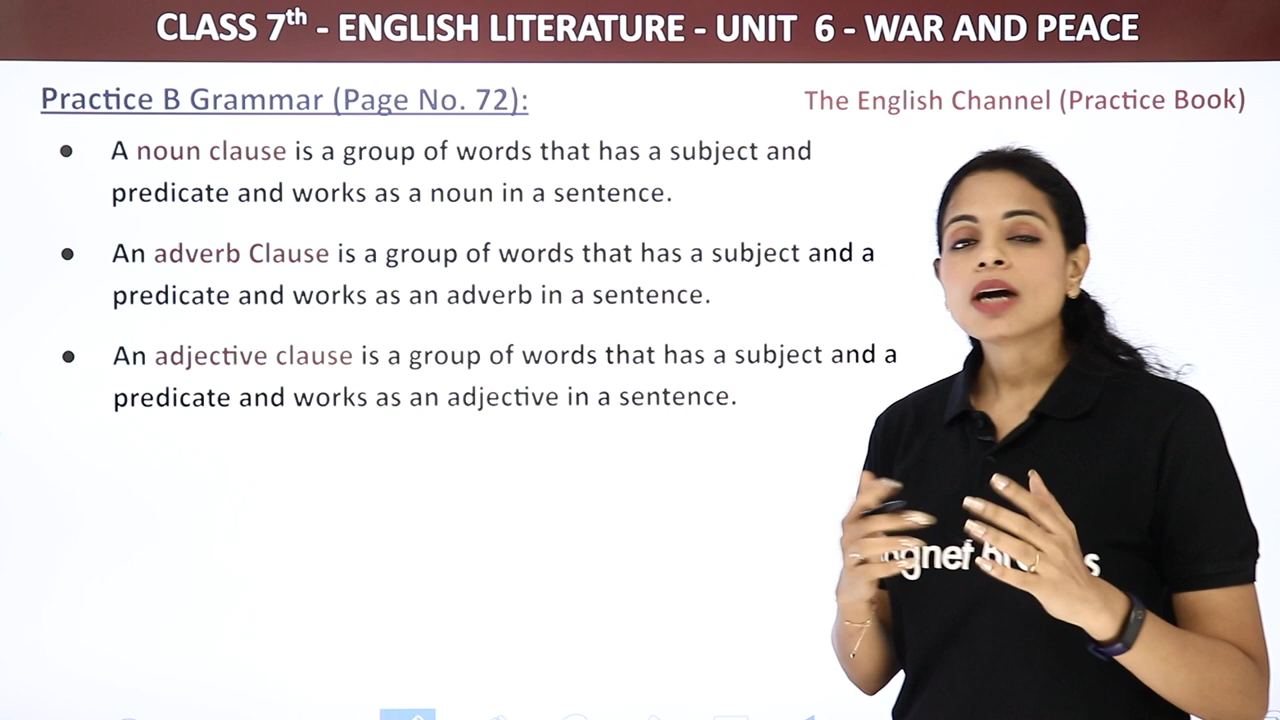 CLASS 7th - ENGLISH LITERATURE - UNIT 6 - WAR AND PEACE
Practice B Grammar (Page No. 72):
The English Channel (Practice Book)
● A noun clause is a group of words that has a subject and
predicate and works as a noun in a sentence.
● An adverb Clause is a group of words that has a subject and a
predicate and works as an adverb in a sentence.
● An adjective clause is a group of words that has a subject and a
predicate and works as an adjective in a sentence.